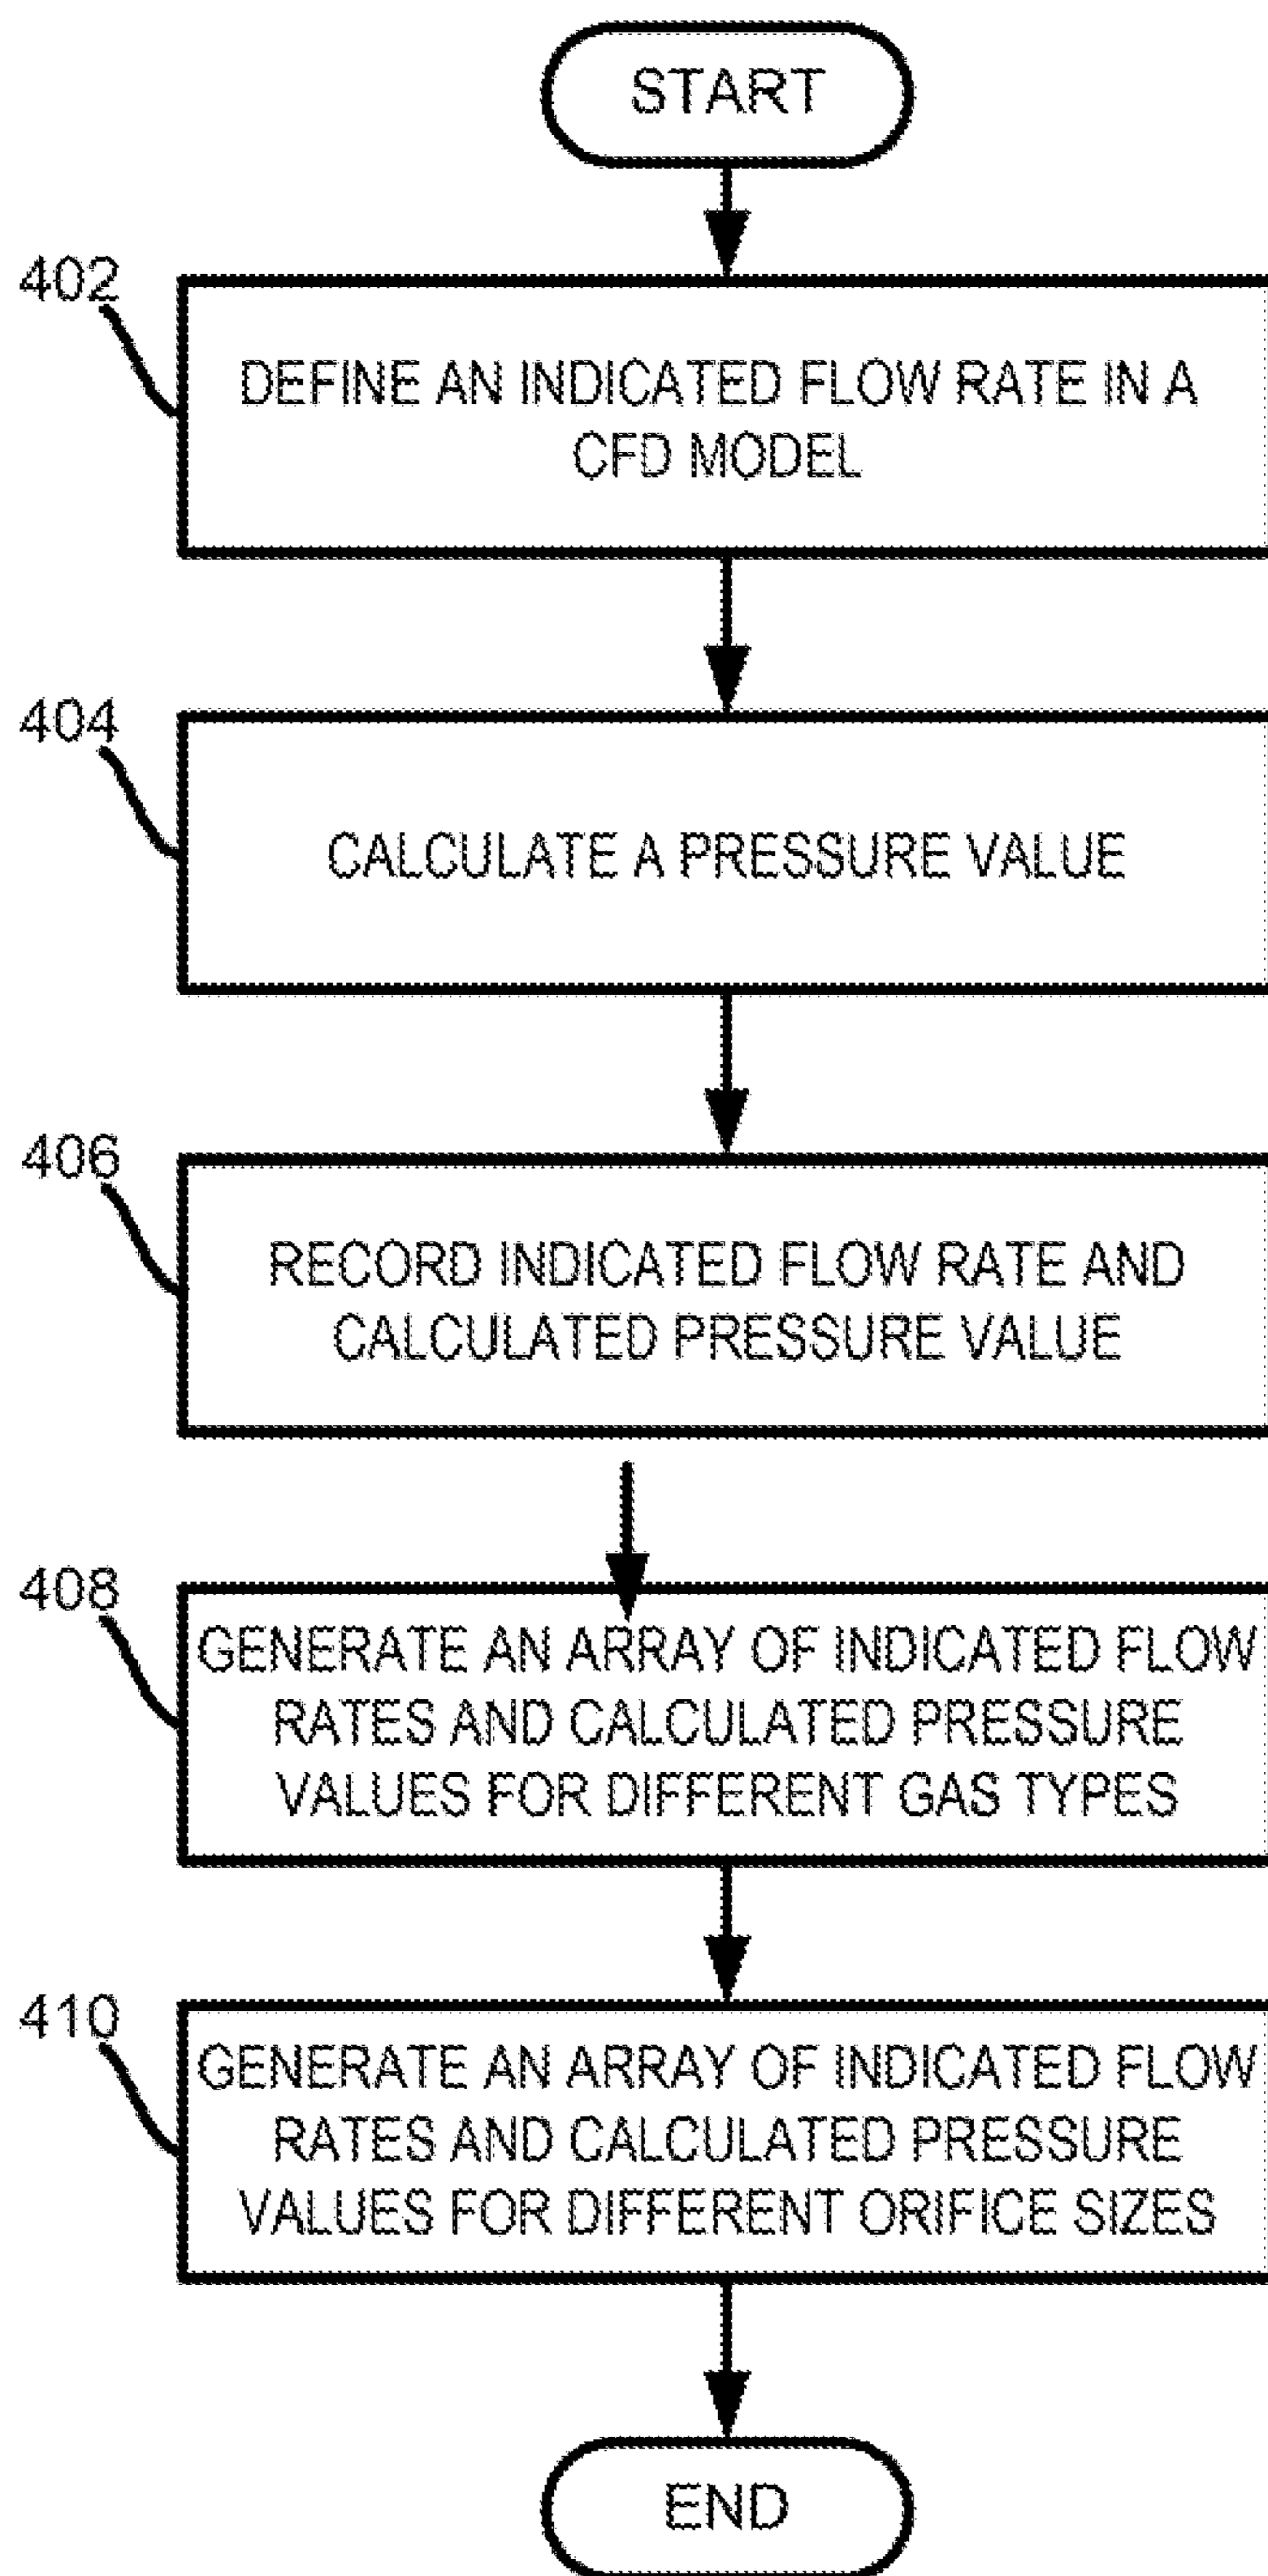 START
402
DEFINE AN INDICATED FLOW RATE IN A
CFD MODEL
404
CALCULATE A PRESSURE VALUE
406
RECORD INDICATED FLOW RATE AND
CALCULATED PRESSURE VALUE
408
GENERATE AN ARRAY OF INDICATED FLOW
RATES AND CALCULATED PRESSURE
VALUES FOR DIFFERENT GAS TYPES
410
GENERATE AN ARRAY OF INDICATED FLOW
RATES AND CALCULATED PRESSURE
VALUES FOR DIFFERENT ORIFICE SIZES
END